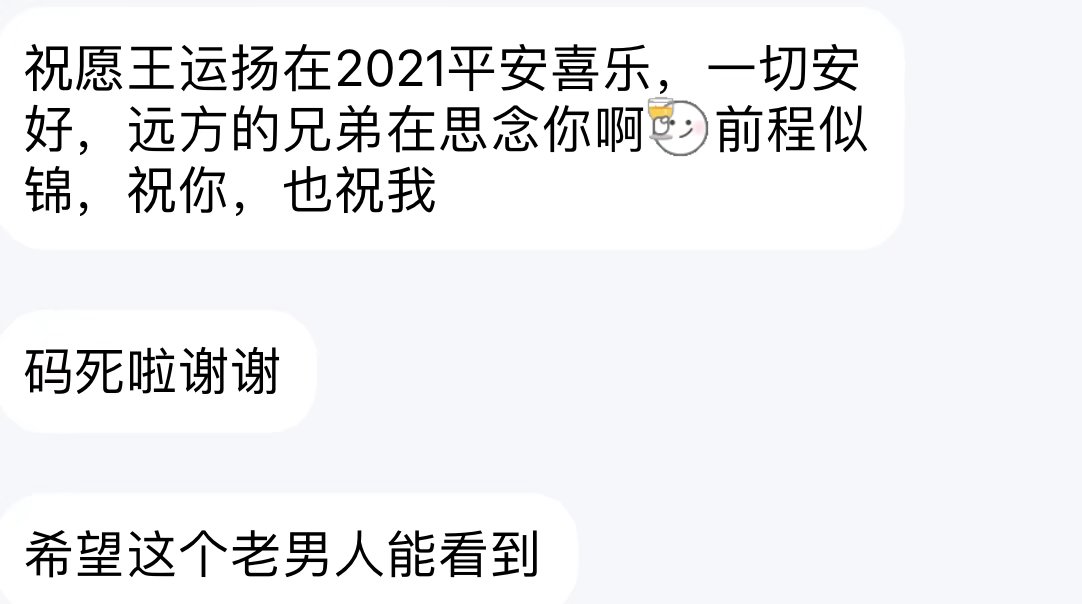 祝愿王运扬在2021平安喜乐，一切安
好，远方的兄弟在思念你啊前程似
锦，祝你，也祝我
码死啦谢谢
希望这个老男人能看到